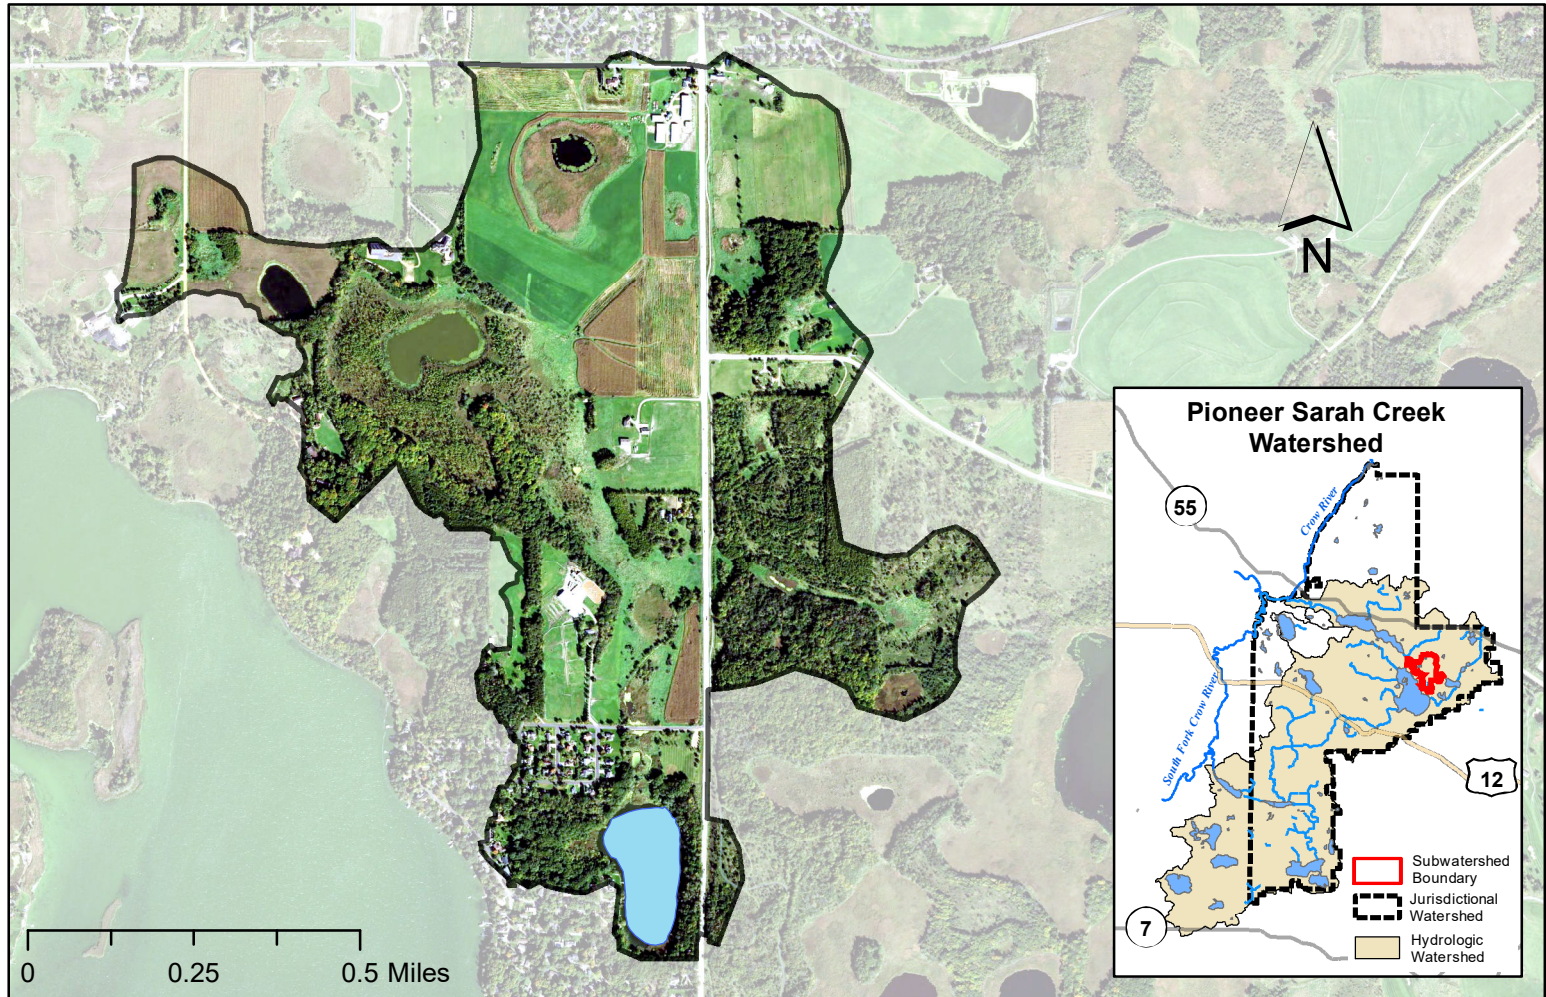 N
Pioneer Sarah Creek
Watershed
55
Crow River
South Fork Crow River
12
7
Subwatershed
Boundary
Jurisdictional
Watershed
Hydrologic
Watershed
0 0.25 0.5 Miles